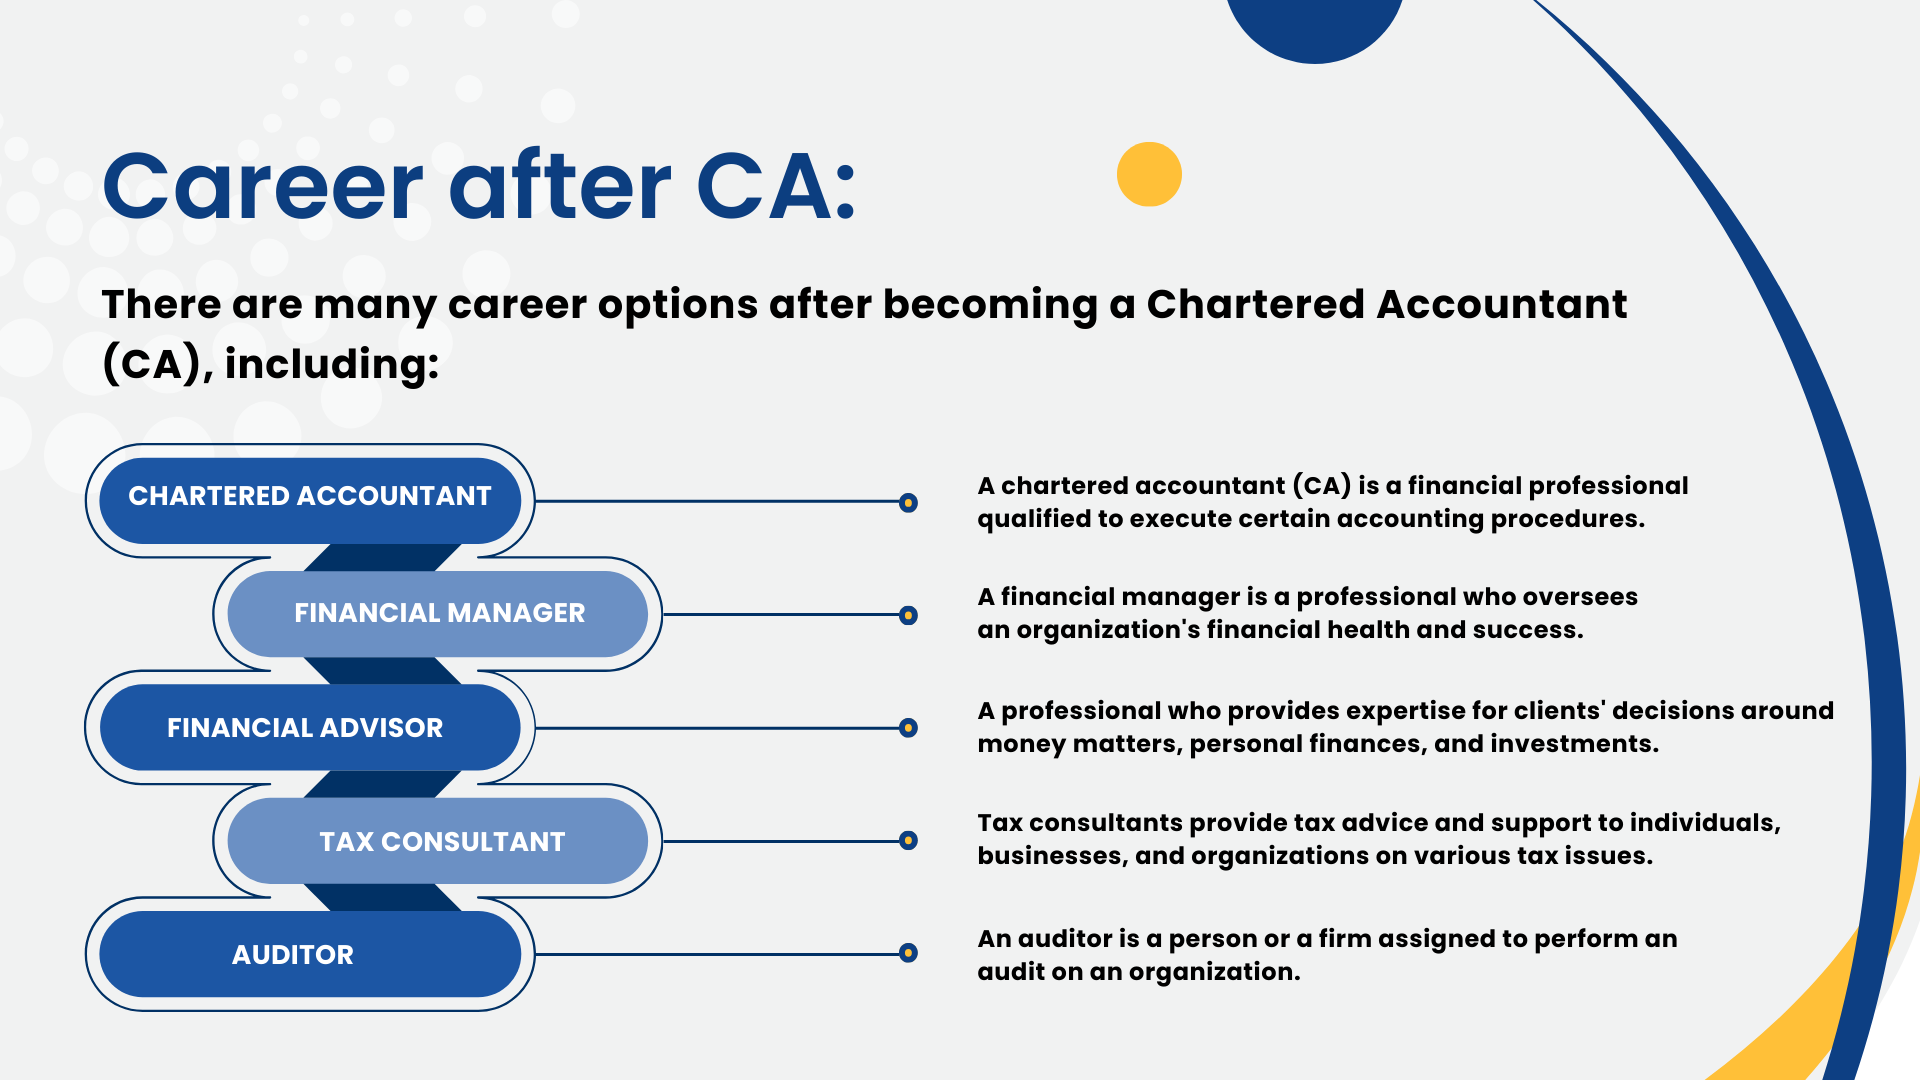 Career after CA:
There are many career options after becoming a Chartered Accountant
(CA), including:
CHARTERED ACCOUNTANT
A chartered accountant (CA) is a financial professional
qualified to execute certain accounting procedures.
FINANCIAL MANAGER
A financial manager is a professional who oversees
an organization's financial health and success.
FINANCIAL ADVISOR
A professional who provides expertise for clients' decisions around
money matters, personal finances, and investments.
TAX CONSULTANT
Tax consultants provide tax advice and support to individuals,
businesses, and organizations on various tax issues.
AUDITOR
An auditor is a person or a firm assigned to perform an
audit on an organization.